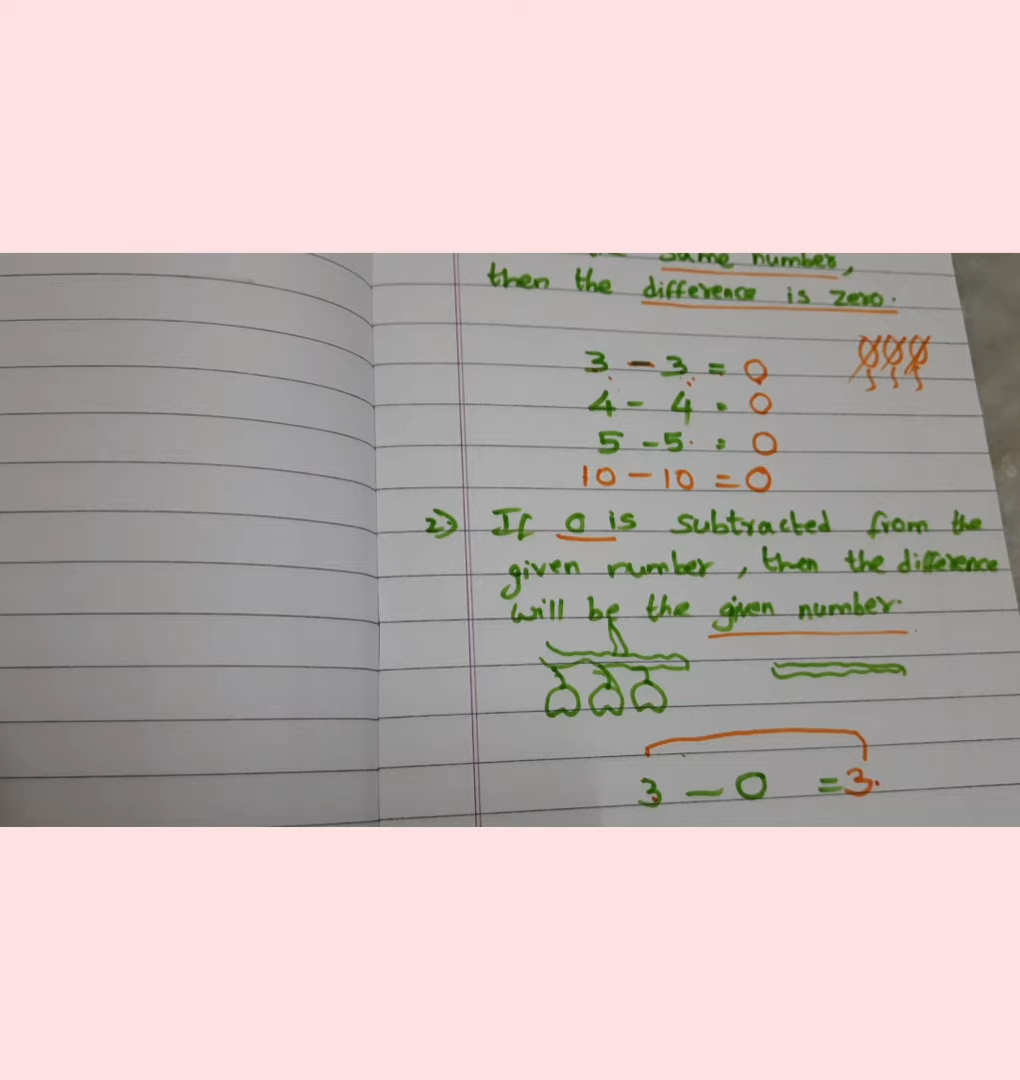 same number,
then the difference is zero.
3 - 3 = 0
4 - 4 = 0
5 - 5 = 0
10 - 10 = 0
2) If 0 is subtracted from the
given number, then the difference
will be the given number.
3 - 0 = 3.